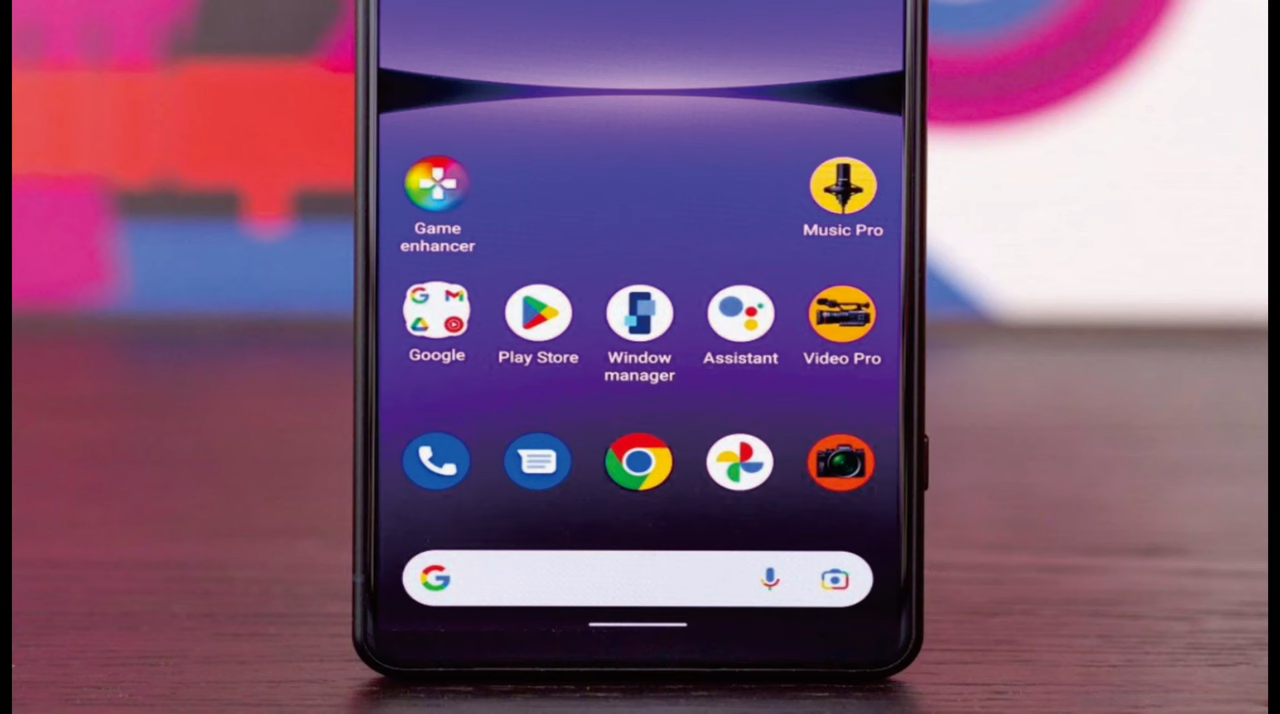 Game
enhancer
Music Pro
Google
Play Store
Window
manager
Assistant
Video Pro